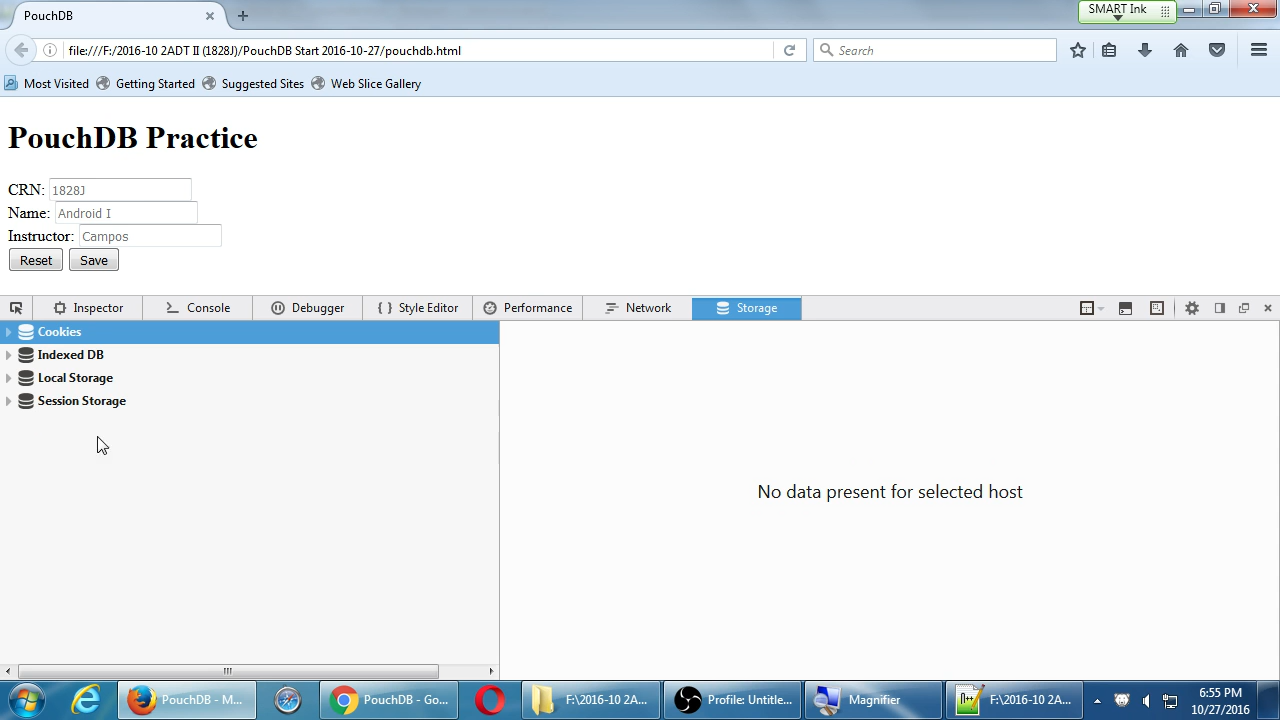 PouchDB
SMART Ink
file:///F:/2016-10 2ADT II (1828J)/PouchDB Start 2016-10-27/pouchdb.html
Search
Most Visited Getting Started Suggested Sites Web Slice Gallery
PouchDB Practice
CRN: 1828J
Name: Android I
Instructor: Campos
Reset Save
Inspector Console Debugger { } Style Editor Performance Network Storage
Cookies
Indexed DB
Local Storage
Session Storage
No data present for selected host
PouchDB - M... PouchDB - Go... F:\2016-10 2A... Profile: Untitle... Magnifier F:\2016-10 2A... 6:55 PM
10/27/2016